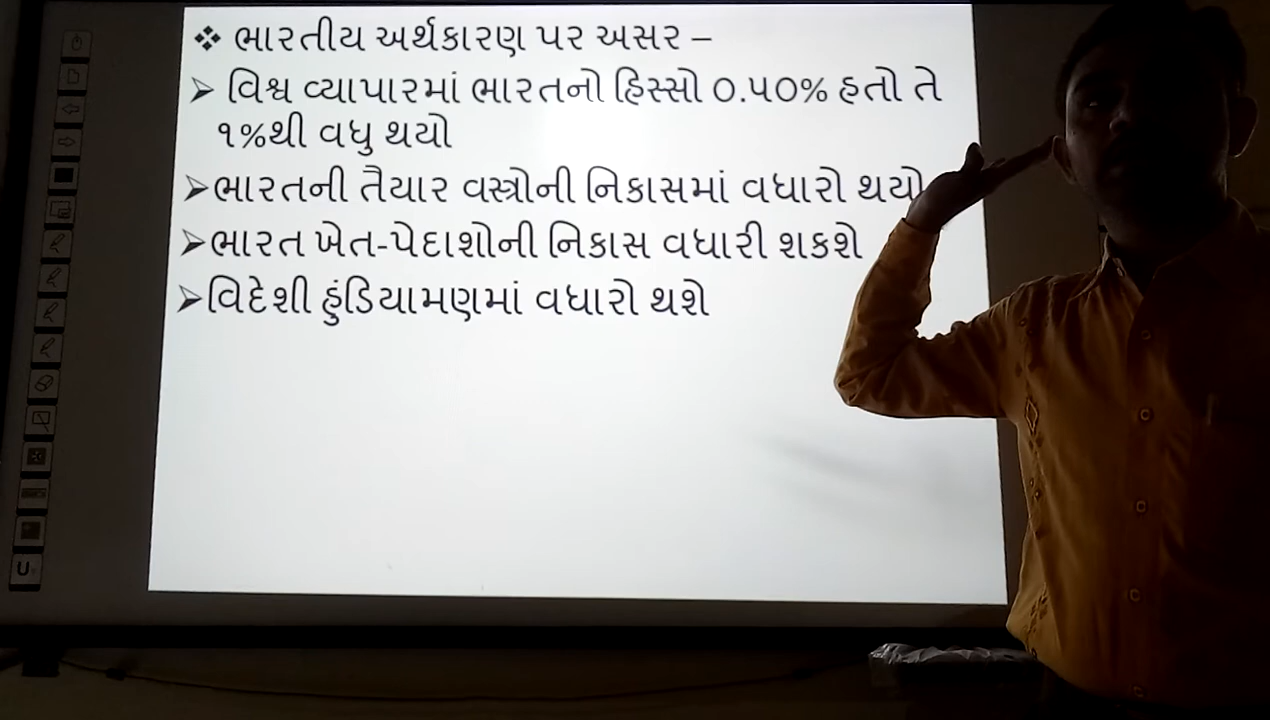 ❖ ભારતીય અર્થકારણ પર અસર –
➢ વિશ્વ વ્યાપારમાં ભારતનો હિસ્સો ૦.૫૦% હતો તે
૧%થી વધુ થયો
➢ ભારતની તૈયાર વસ્ત્રોની નિકાસમાં વધારો થયો
➢ ભારત ખેત-પેદાશોની નિકાસ વધારી શકશે
➢ વિદેશી હુંડિયામણમાં વધારો થશે